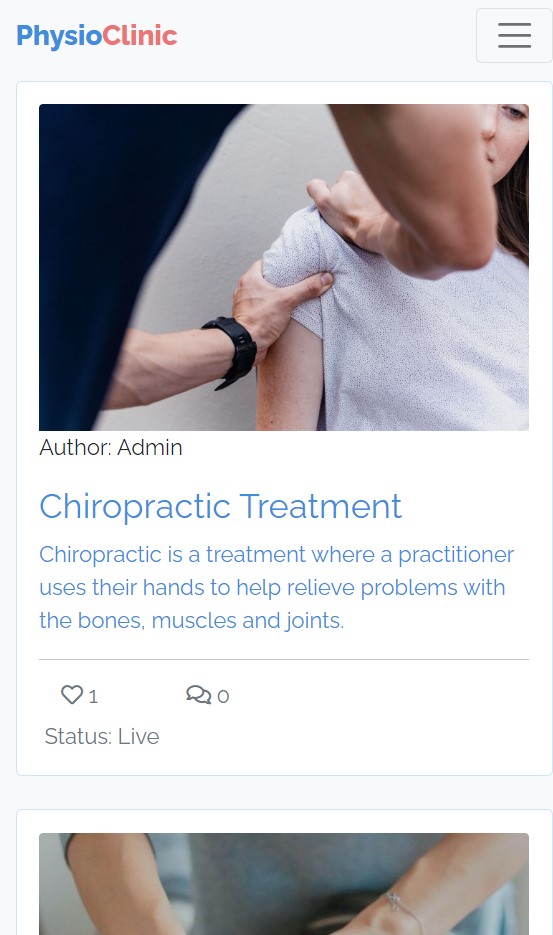 PhysioClinic
Author: Admin
Chiropractic Treatment
Chiropractic is a treatment where a practitioner
uses their hands to help relieve problems with
the bones, muscles and joints.
1 0
Status: Live